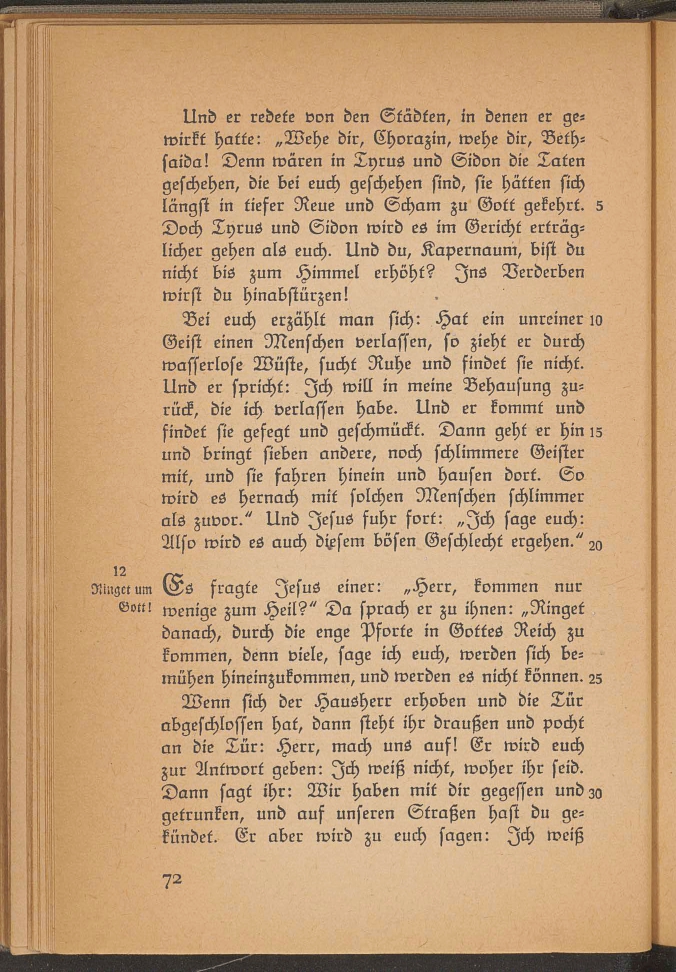 Und er redete von den Städten, in denen er ge-
wirkt hatte: „Wehe dir, Chorazin, wehe dir, Beth-
saida! Denn wären in Tyrus und Sidon die Taten
geschehen, die bei euch geschehen sind, sie hätten sich
längst in tiefer Reue und Scham zu Gott gekehrt. 5
Doch Tyrus und Sidon wird es im Gericht erträg-
licher gehen als euch. Und du, Kapernaum, bist du
nicht bis zum Himmel erhöht? Ins Verderben
wirst du hinabstürzen!
Bei euch erzählt man sich: Hat ein unreiner 10
Geist einen Menschen verlassen, so zieht er durch
wasserlose Wüste, sucht Ruhe und findet sie nicht.
Und er spricht: Ich will in meine Behausung zu-
rück, die ich verlassen habe. Und er kommt und
findet sie gefegt und geschmückt. Dann geht er hin 15
und bringt sieben andere, noch schlimmere Geister
mit, und sie fahren hinein und hausen dort. So
wird es hernach mit solchen Menschen schlimmer
als zuvor.“ Und Jesus fuhr fort: „Ich sage euch:
Also wird es auch diesem bösen Geschlecht ergehen.“ 20
12
Ringet um
Gott!
Es fragte Jesus einer: „Herr, kommen nur
wenige zum Heil?“ Da sprach er zu ihnen: „Ringet
danach, durch die enge Pforte in Gottes Reich zu
kommen, denn viele, sage ich euch, werden sich be-
mühen hineinzukommen, und werden es nicht können. 25
Wenn sich der Hausherr erhoben und die Tür
abgeschlossen hat, dann steht ihr draußen und pocht
an die Tür: Herr, mach uns auf! Er wird euch
zur Antwort geben: Ich weiß nicht, woher ihr seid.
Dann sagt ihr: Wir haben mit dir gegessen und 30
getrunken, und auf unseren Straßen hast du ge-
kündet. Er aber wird zu euch sagen: Ich weiß
72